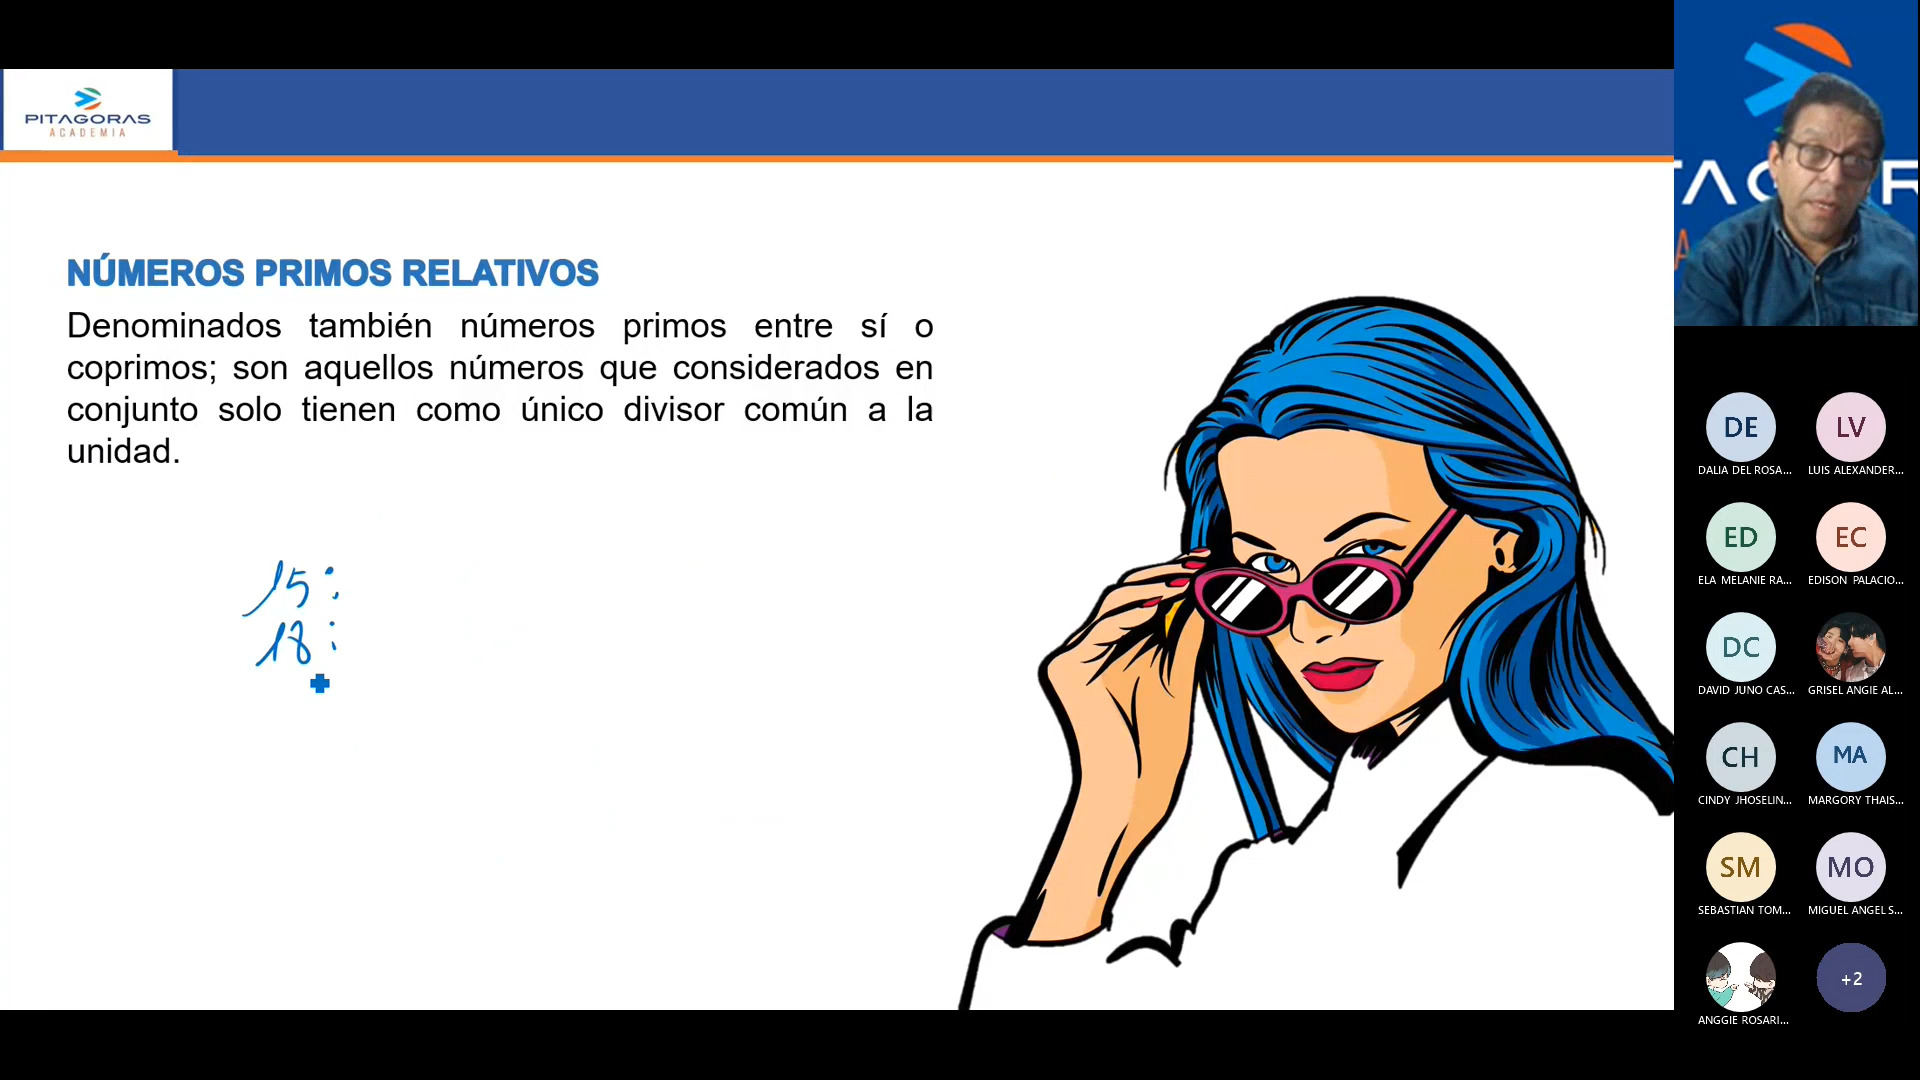 PITAGORAS
ACADEMIA
NÚMEROS PRIMOS RELATIVOS
Denominados también números primos entre sí o
coprimos; son aquellos números que considerados en
conjunto solo tienen como único divisor común a la
unidad.
15:
18:
DE
DALIA DEL ROSA...
LV
LUIS ALEXANDER...
ED
ELA MELANIE RA...
EC
EDISON PALACIO...
DC
DAVID JUNO CAS...
GRISEL ANGIE AL...
CH
CINDY JHOSELIN...
MA
MARGORY THAIS...
SM
SEBASTIAN TOM...
MO
MIGUEL ANGEL S...
ANGGIE ROSARI...
+2